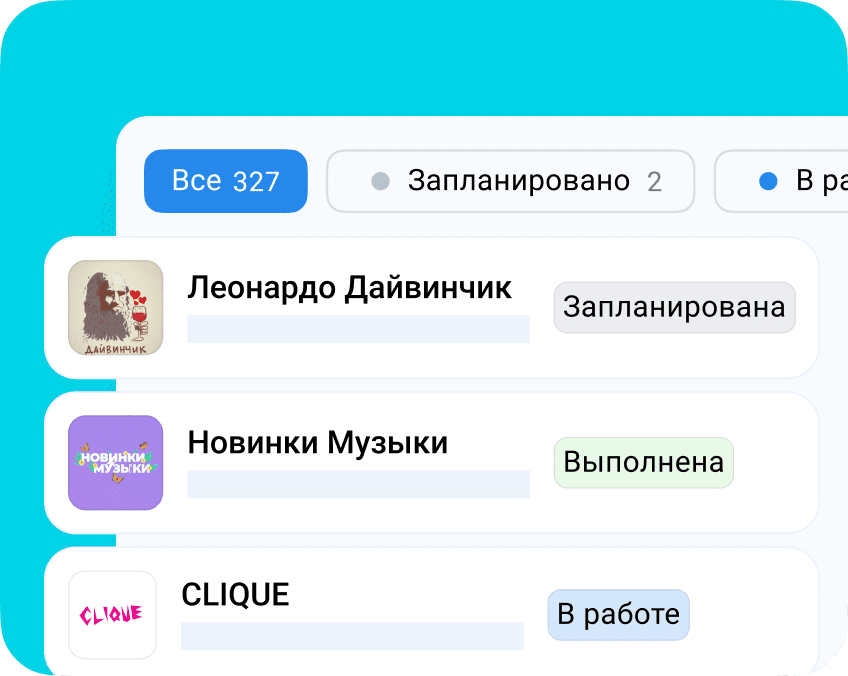 Все 327
Запланировано 2
В ра
Леонардо Дайвинчик
Запланирована
ДАЙВИНЧИК
Новинки Музыки
Выполнена
НОВИНКИ
МУЗЫКИ
CLIQUE
В работе
CLIQUE